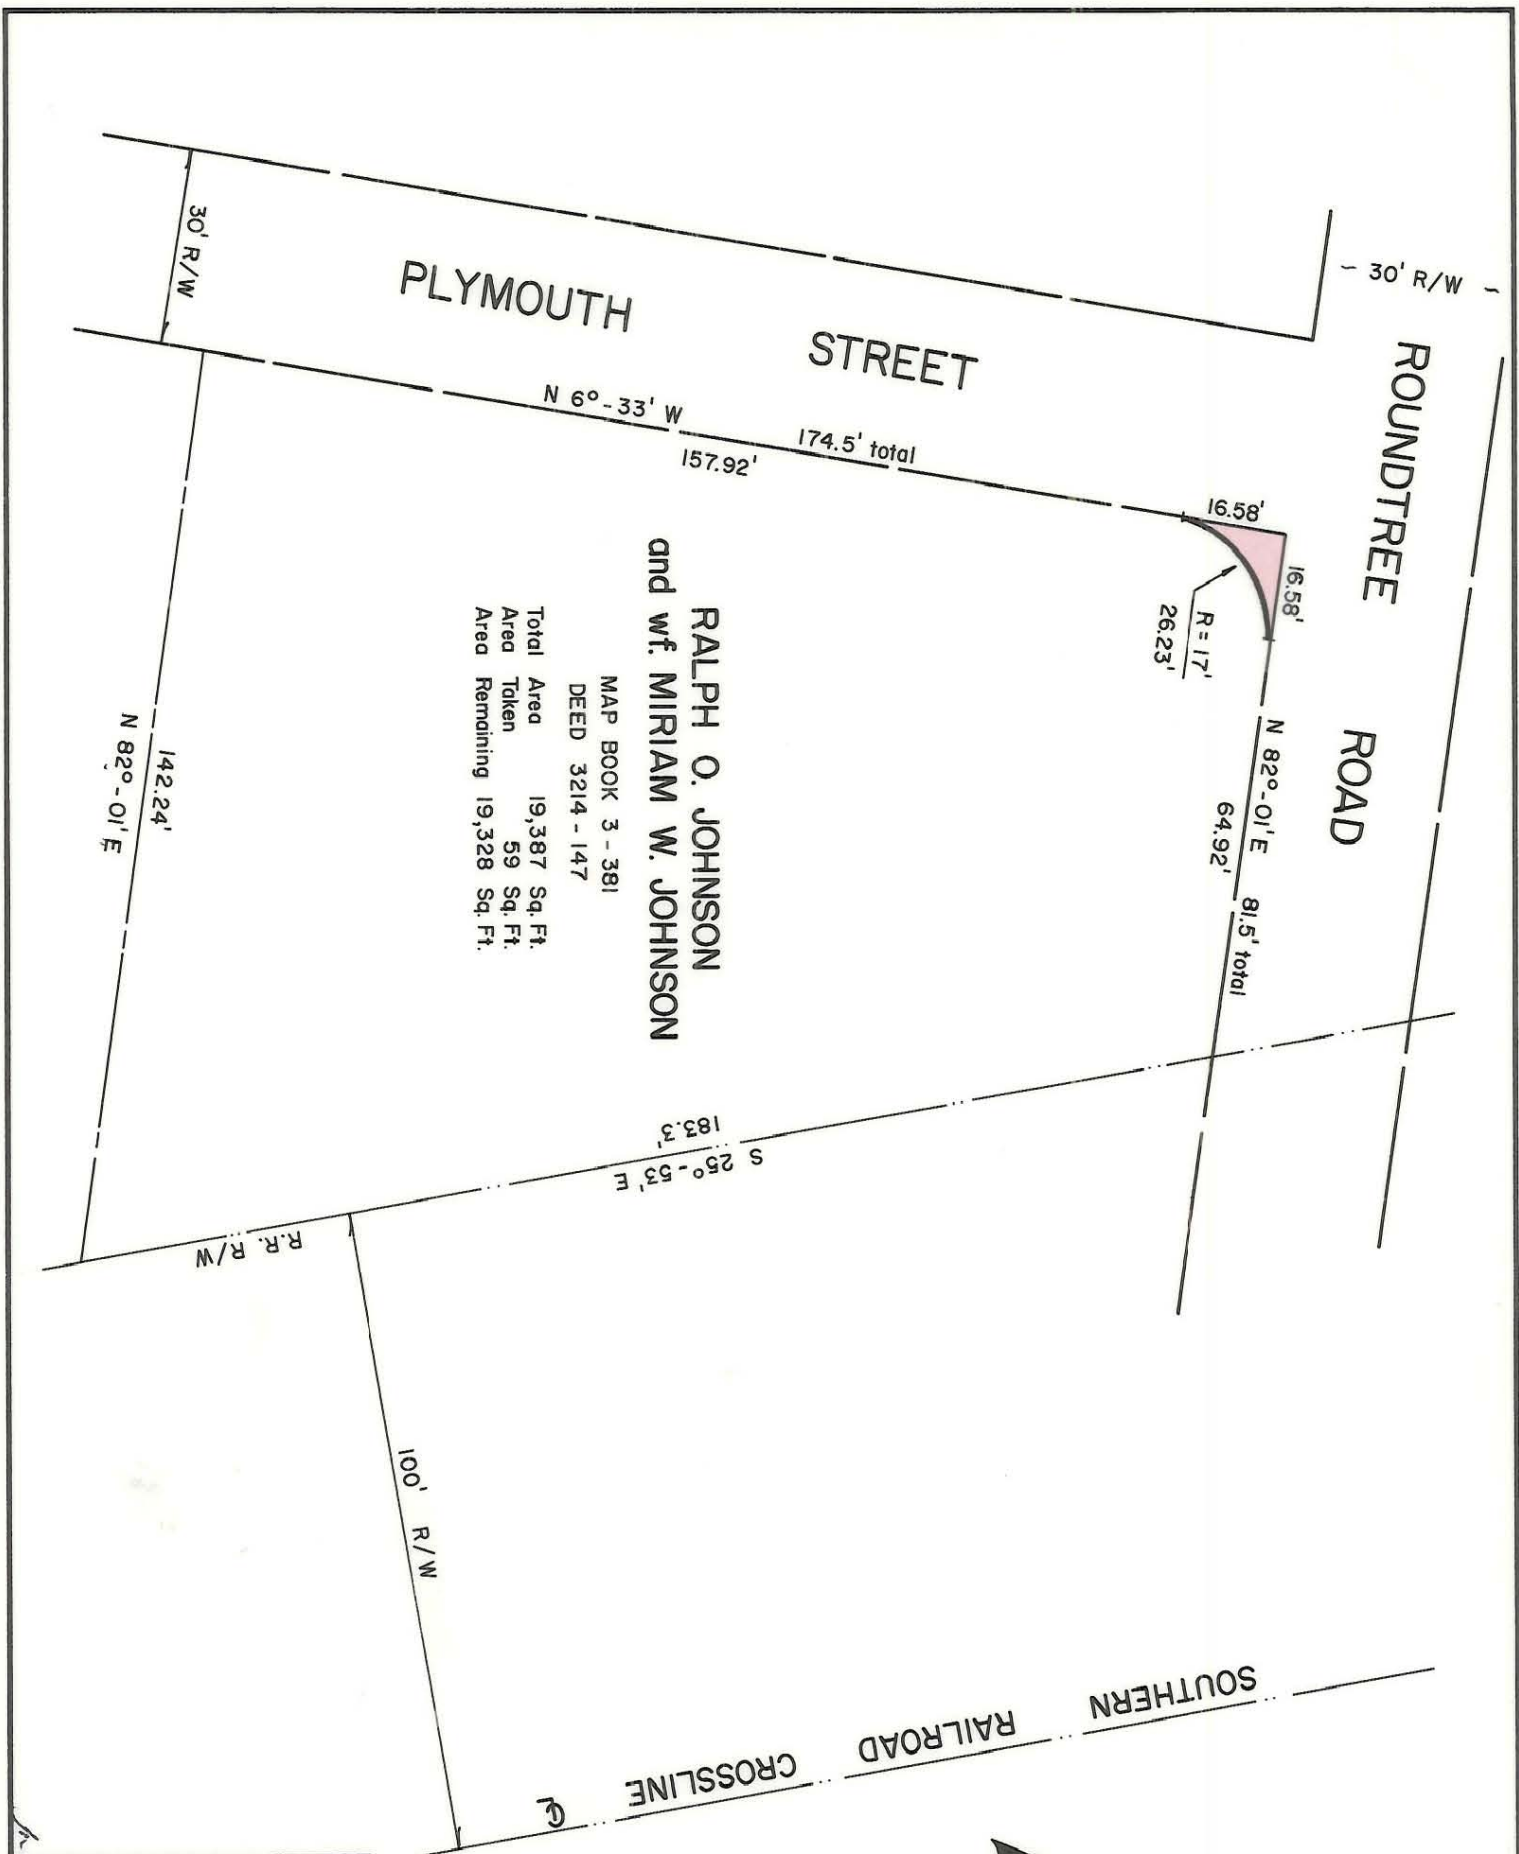 30' R/W
ROUNDTREE ROAD
30' R/W
PLYMOUTH STREET
N 6°-33' W
174.5' total
157.92'
16.58'
16.58'
R = 17'
26.23'
N 82°-01' E
81.5' total
64.92'
RALPH O. JOHNSON
and wf. MIRIAM W. JOHNSON
MAP BOOK 3 - 381
DEED 3214 - 147
Total Area 19,387 Sq. Ft.
Area Taken 59 Sq. Ft.
Area Remaining 19,328 Sq. Ft.
142.24'
N 82°-01' E
183.3'
S 25°-53' E
R.R. R/W
100' R/W
SOUTHERN RAILROAD CROSSLINE ℄